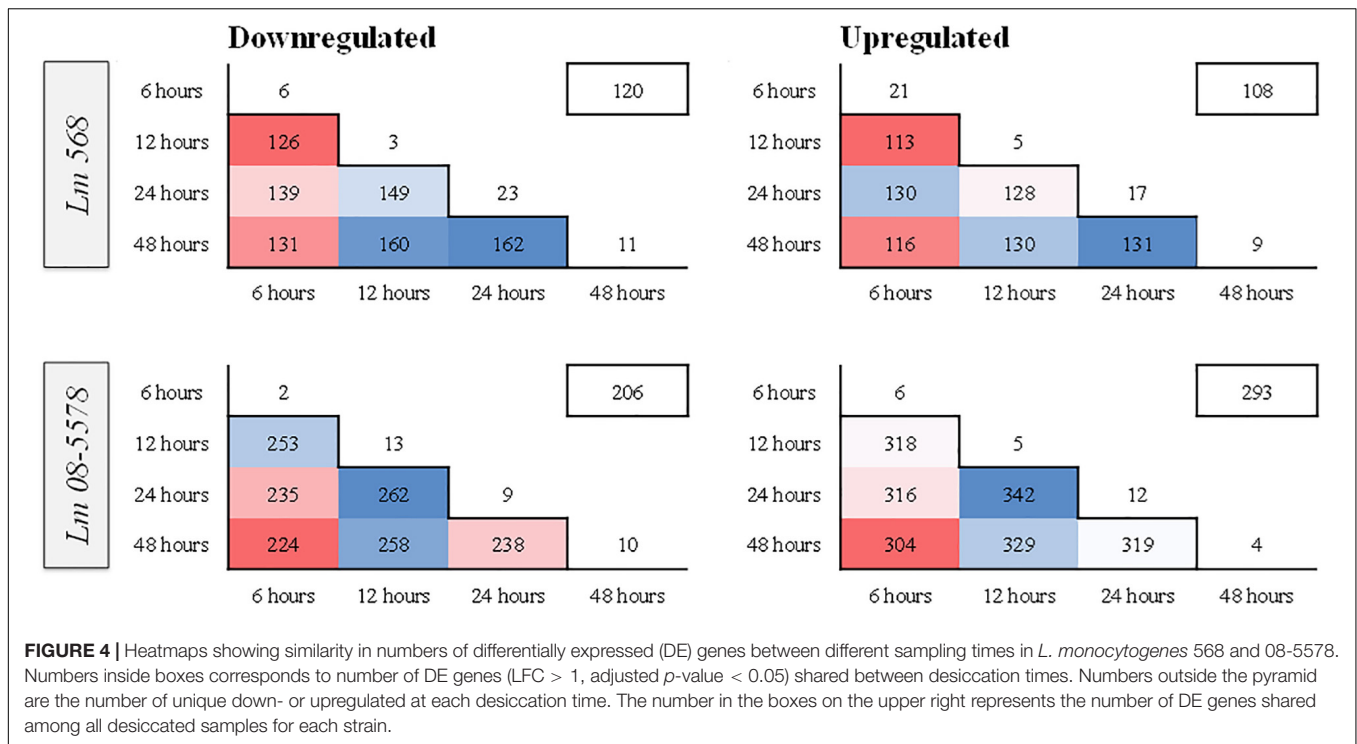 Downregulated
Upregulated
Lm 568
6 hours 6 120
12 hours 126 3
24 hours 139 149 23
48 hours 131 160 162 11
6 hours 12 hours 24 hours 48 hours
6 hours 21 108
12 hours 113 5
24 hours 130 128 17
48 hours 116 130 131 9
6 hours 12 hours 24 hours 48 hours
Lm 08-5578
6 hours 2 206
12 hours 253 13
24 hours 235 262 9
48 hours 224 258 238 10
6 hours 12 hours 24 hours 48 hours
6 hours 6 293
12 hours 318 5
24 hours 316 342 12
48 hours 304 329 319 4
6 hours 12 hours 24 hours 48 hours
FIGURE 4 | Heatmaps showing similarity in numbers of differentially expressed (DE) genes between different sampling times in L. monocytogenes 568 and 08-5578.
Numbers inside boxes corresponds to number of DE genes (LFC > 1, adjusted p-value < 0.05) shared between desiccation times. Numbers outside the pyramid
are the number of unique down- or upregulated at each desiccation time. The number in the boxes on the upper right represents the number of DE genes shared
among all desiccated samples for each strain.